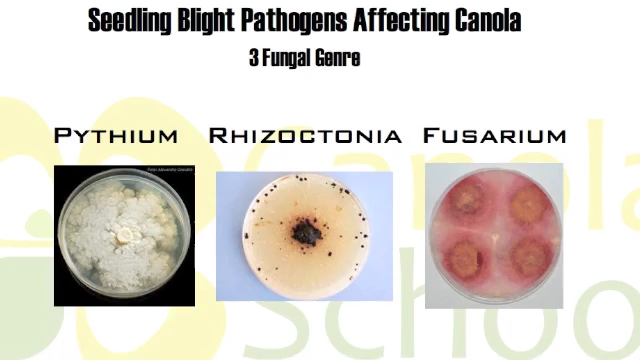 Seedling Blight Pathogens Affecting Canola
3 Fungal Genre
Pythium Rhizoctonia Fusarium
Canola
School